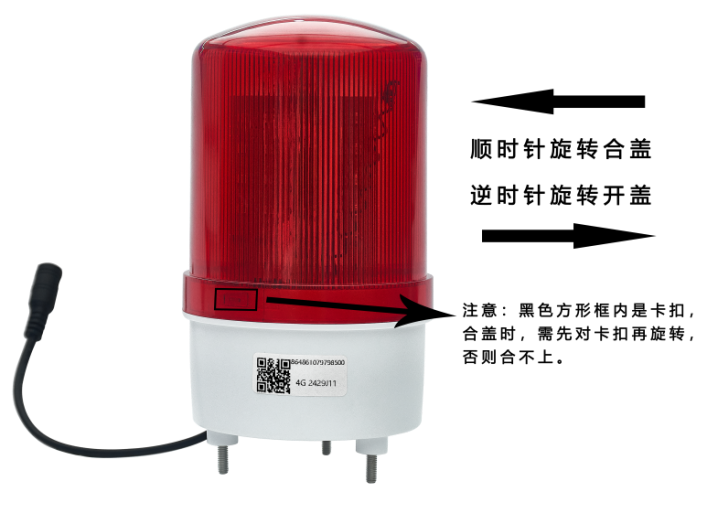 顺时针旋转合盖
逆时针旋转开盖
注意：黑色方形框内是卡扣，
合盖时，需先对卡扣再旋转，
否则合不上。
864861079798500
4G 2429J11